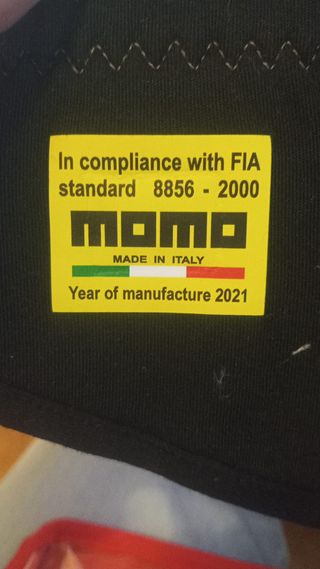 In compliance with FIA
standard 8856 - 2000
momo
MADE IN ITALY
Year of manufacture 2021